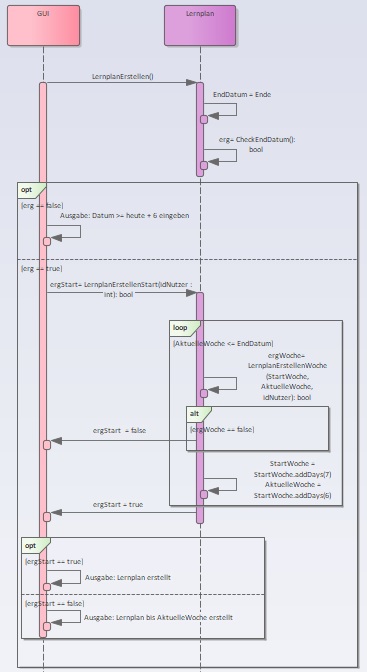 GUI
Lernplan
LernplanErstellen()
EndDatum = Ende
erg= CheckEndDatum():
bool
opt
[erg == false]
Ausgabe: Datum >= heute + 6 eingeben
[erg == true]
ergStart= LernplanErstellenStart(idNutzer :
int): bool
loop
[AktuelleWoche <= EndDatum]
ergWoche=
LernplanErstellenWoche
(StartWoche,
AktuelleWoche,
idNutzer): bool
alt
[ergWoche == false]
ergStart = false
StartWoche =
StartWoche.addDays(7)
AktuelleWoche =
StartWoche.addDays(6)
ergStart = true
opt
[ergStart == true]
Ausgabe: Lernplan erstellt
[ergStart == false]
Ausgabe: Lernplan bis AktuelleWoche erstellt